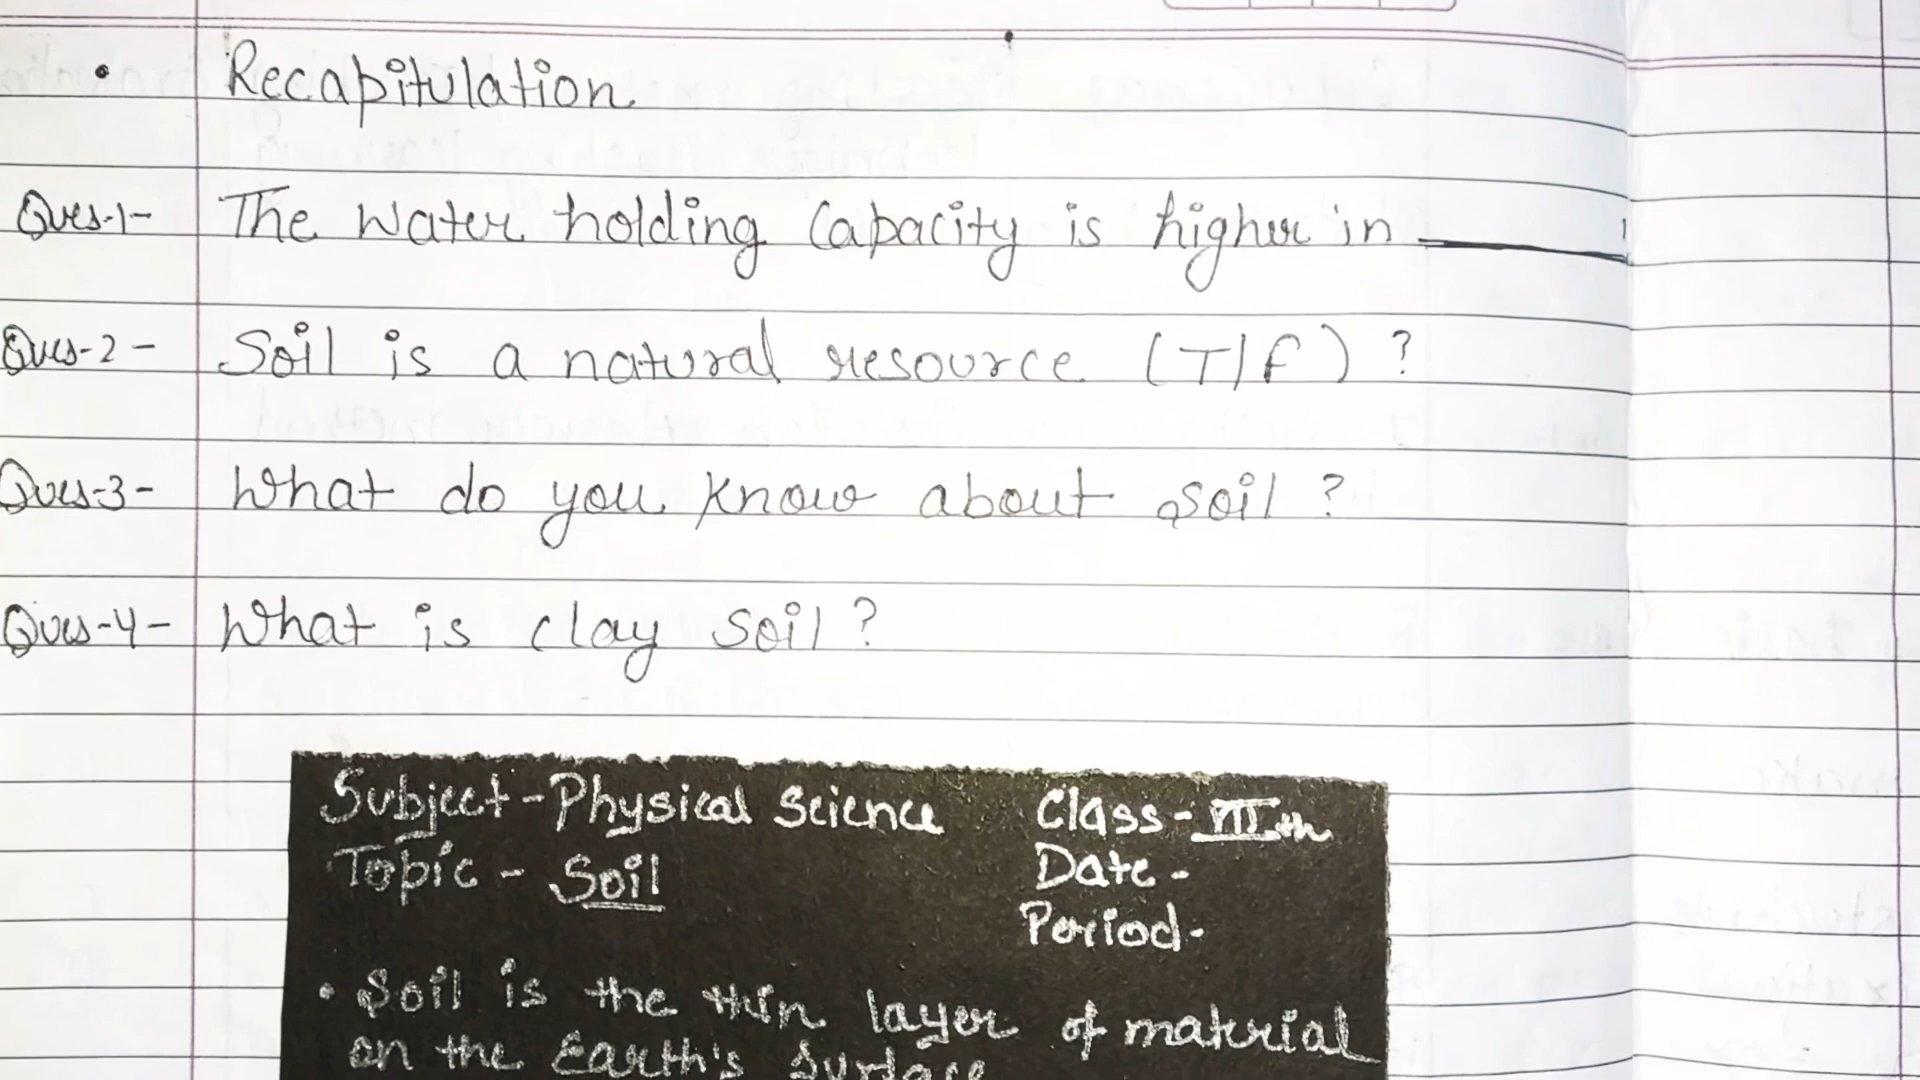 • Recapitulation
Ques-1- The Water holding Capacity is higher in ______
Ques-2- Soil is a natural resource (T/F) ?
Ques-3- What do you know about soil ?
Ques-4- What is clay soil ?
Subject - Physical Science Class - VIIth
Topic - Soil Date -
Period -
• Soil is the thin layer of material
on the Earth's surface